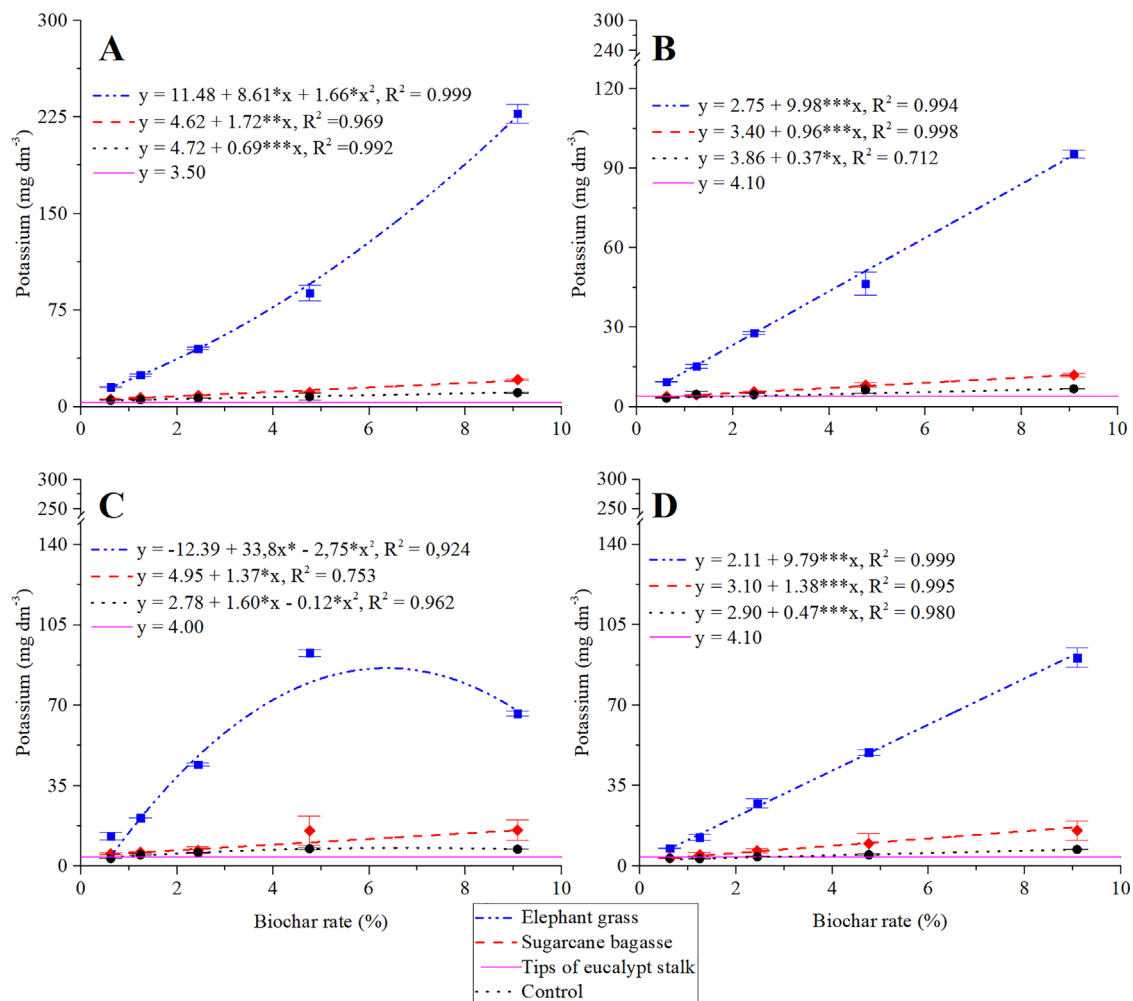 A
300
225
150
75
0
Potassium (mg dm-3)
y = 11.48 + 8.61*x + 1.66*x², R² = 0.999
y = 4.62 + 1.72**x, R² =0.969
y = 4.72 + 0.69***x, R² =0.992
y = 3.50
0 2 4 6 8 10
B
300
240
120
90
60
30
0
Potassium (mg dm-3)
y = 2.75 + 9.98***x, R² = 0.994
y = 3.40 + 0.96***x, R² = 0.998
y = 3.86 + 0.37*x, R² = 0.712
y = 4.10
0 2 4 6 8 10
C
300
250
140
105
70
35
0
Potassium (mg dm-3)
y = -12.39 + 33,8x* - 2,75*x², R² = 0,924
y = 4.95 + 1.37*x, R² = 0.753
y = 2.78 + 1.60*x - 0.12*x², R² = 0.962
y = 4.00
0 2 4 6 8 10
Biochar rate (%)
D
300
250
140
105
70
35
0
Potassium (mg dm-3)
y = 2.11 + 9.79***x, R² = 0.999
y = 3.10 + 1.38***x, R² = 0.995
y = 2.90 + 0.47***x, R² = 0.980
y = 4.10
0 2 4 6 8 10
Biochar rate (%)
Elephant grass
Sugarcane bagasse
Tips of eucalypt stalk
Control